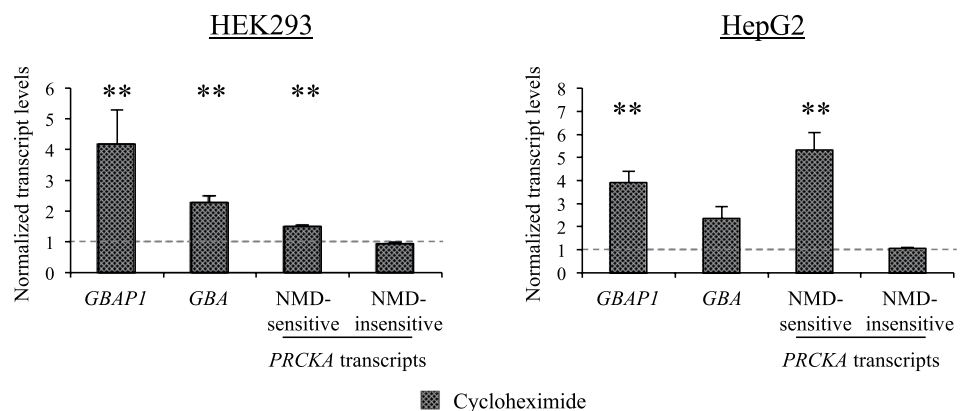 HEK293
Normalized transcript levels
6
5
4
3
2
1
0
** ** **
GBAP1 GBA NMD-sensitive NMD-insensitive
PRCKA transcripts
HepG2
Normalized transcript levels
8
7
6
5
4
3
2
1
0
** **
GBAP1 GBA NMD-sensitive NMD-insensitive
PRCKA transcripts
Cycloheximide